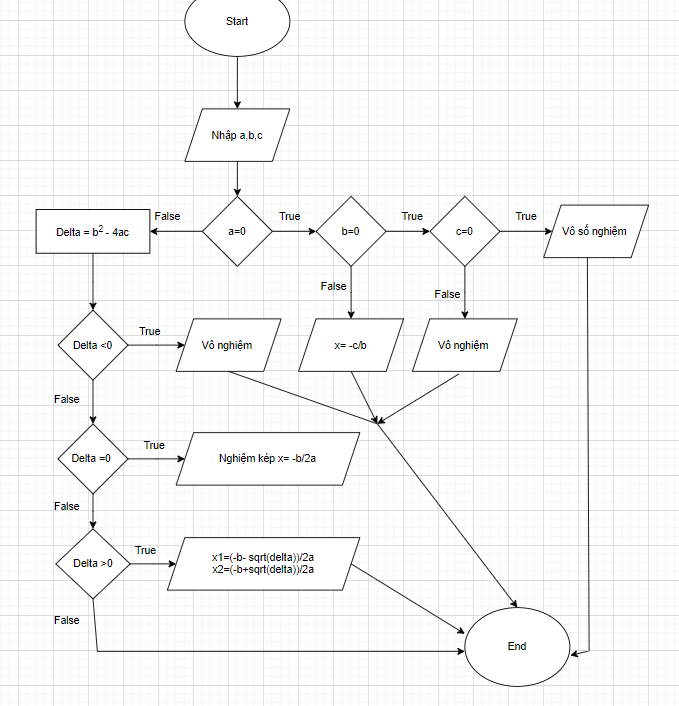 Start
Nhập a,b,c
False
True
True
True
Delta = b² - 4ac
a=0
b=0
c=0
Vô số nghiệm
False
False
True
Delta <0
Vô nghiệm
x= -c/b
Vô nghiệm
False
True
Delta =0
Nghiệm kép x= -b/2a
False
True
Delta >0
x1=(-b- sqrt(delta))/2a
x2=(-b+sqrt(delta))/2a
False
End